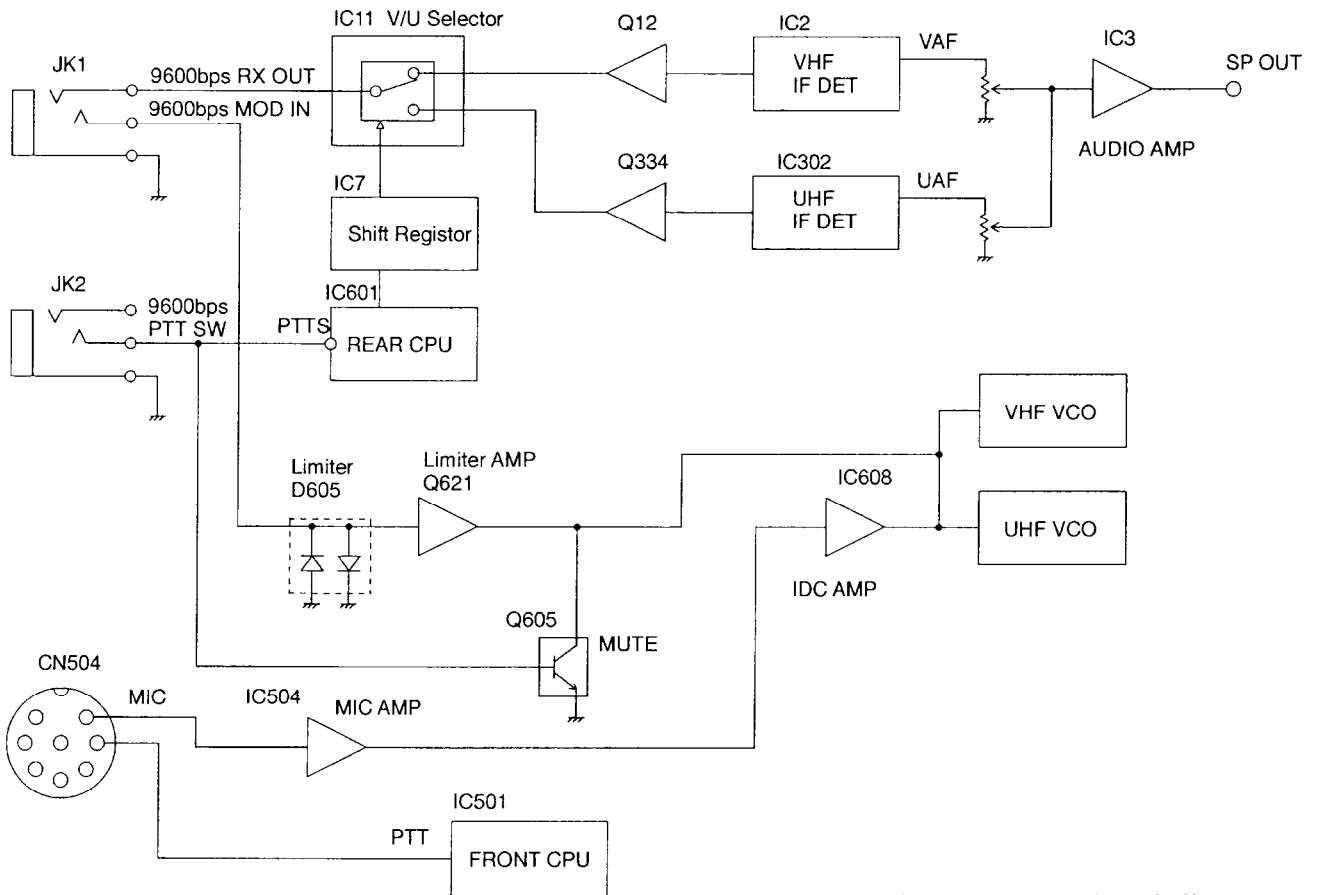 IC11 V/U Selector
Q12
IC2
VHF
IF DET
VAF
IC3
SP OUT
AUDIO AMP
JK1
9600bps RX OUT
9600bps MOD IN
IC7
Shift Registor
Q334
IC302
UHF
IF DET
UAF
JK2
9600bps
PTT SW
PTTS
IC601
REAR CPU
VHF VCO
Limiter
D605
Limiter AMP
Q621
IC608
UHF VCO
IDC AMP
Q605
MUTE
CN504
MIC
IC504
MIC AMP
IC501
PTT
FRONT CPU